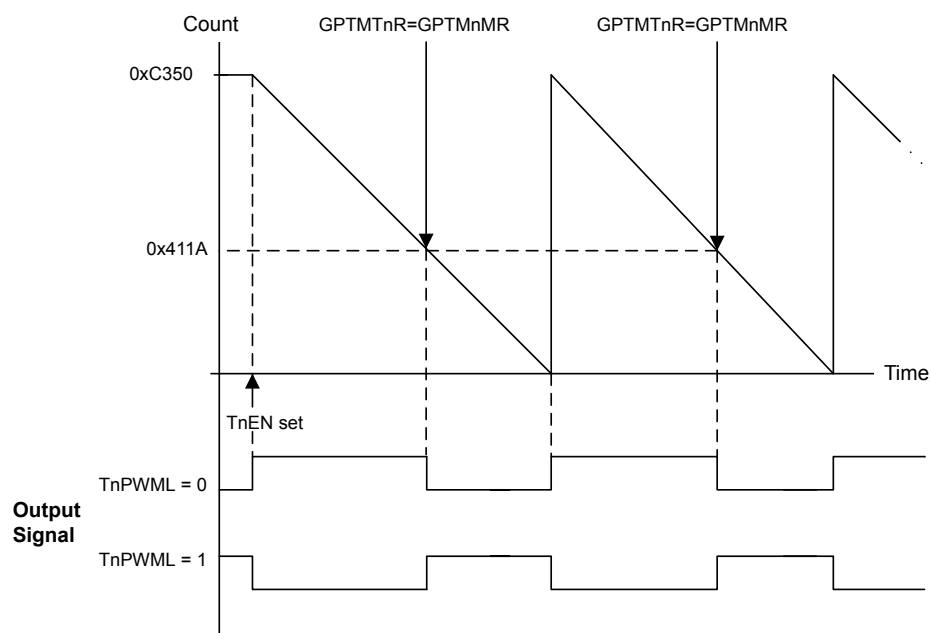 Count
GPTMTnR=GPTMnMR
GPTMTnR=GPTMnMR
0xC350
0x411A
Time
TnEN set
TnPWML = 0
Output
Signal
TnPWML = 1